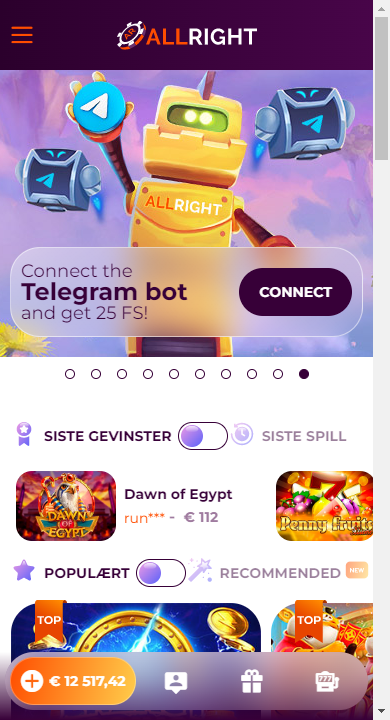 ALLRIGHT
ALLRIGHT
Connect the
Telegram bot
and get 25 FS!
CONNECT
SISTE GEVINSTER
SISTE SPILL
DAWN OF EGYPT
Dawn of Egypt
run*** - € 112
Penny fruits
POPULÆRT
RECOMMENDED
NEW
TOP
TOP
€ 12 517,42
777